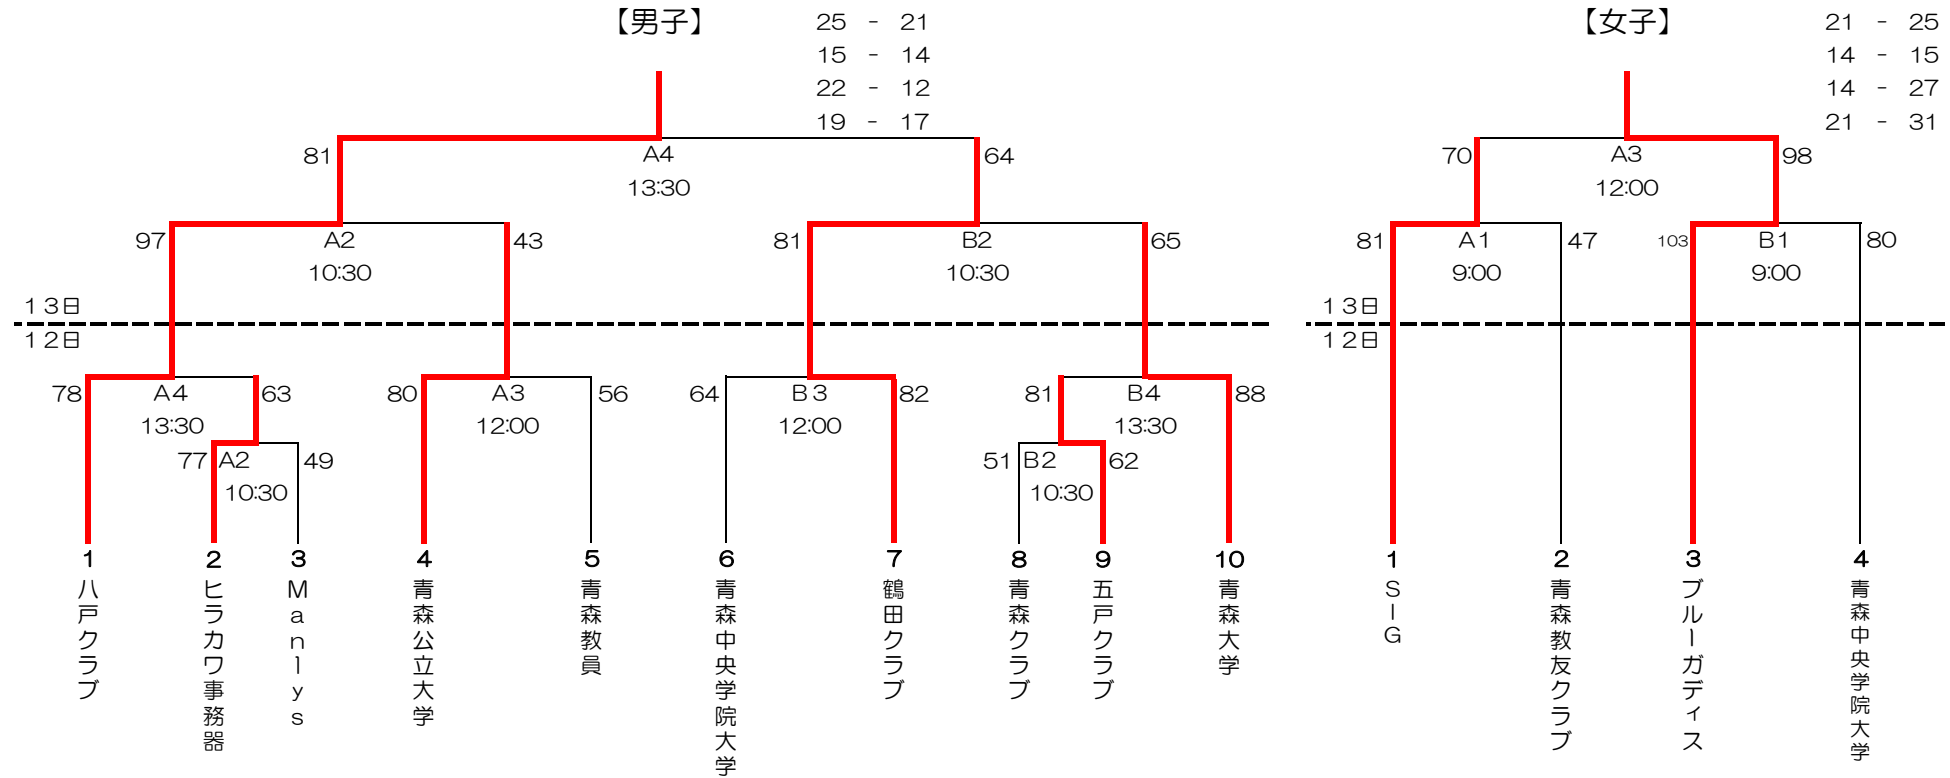 【男子】
25 - 21
15 - 14
22 - 12
19 - 17
81 A4 64
13:30
97 A2 43
10:30
81 B2 65
10:30
13日
12日
78 A4 63
13:30
80 A3 56
12:00
64 B3 82
12:00
81 B4 88
13:30
77 A2 49
10:30
51 B2 62
10:30
1 2 3 4 5 6 7 8 9 10
八戸クラブ
ヒラカワ事務器
Manlys
青森公立大学
青森教員
青森中央学院大学
鶴田クラブ
青森クラブ
五戸クラブ
青森大学
【女子】
21 - 25
14 - 15
14 - 27
21 - 31
70 A3 98
12:00
81 A1 47
9:00
103 B1 80
9:00
13日
12日
1 2 3 4
SIG
青森教友クラブ
ブルーガディス
青森中央学院大学